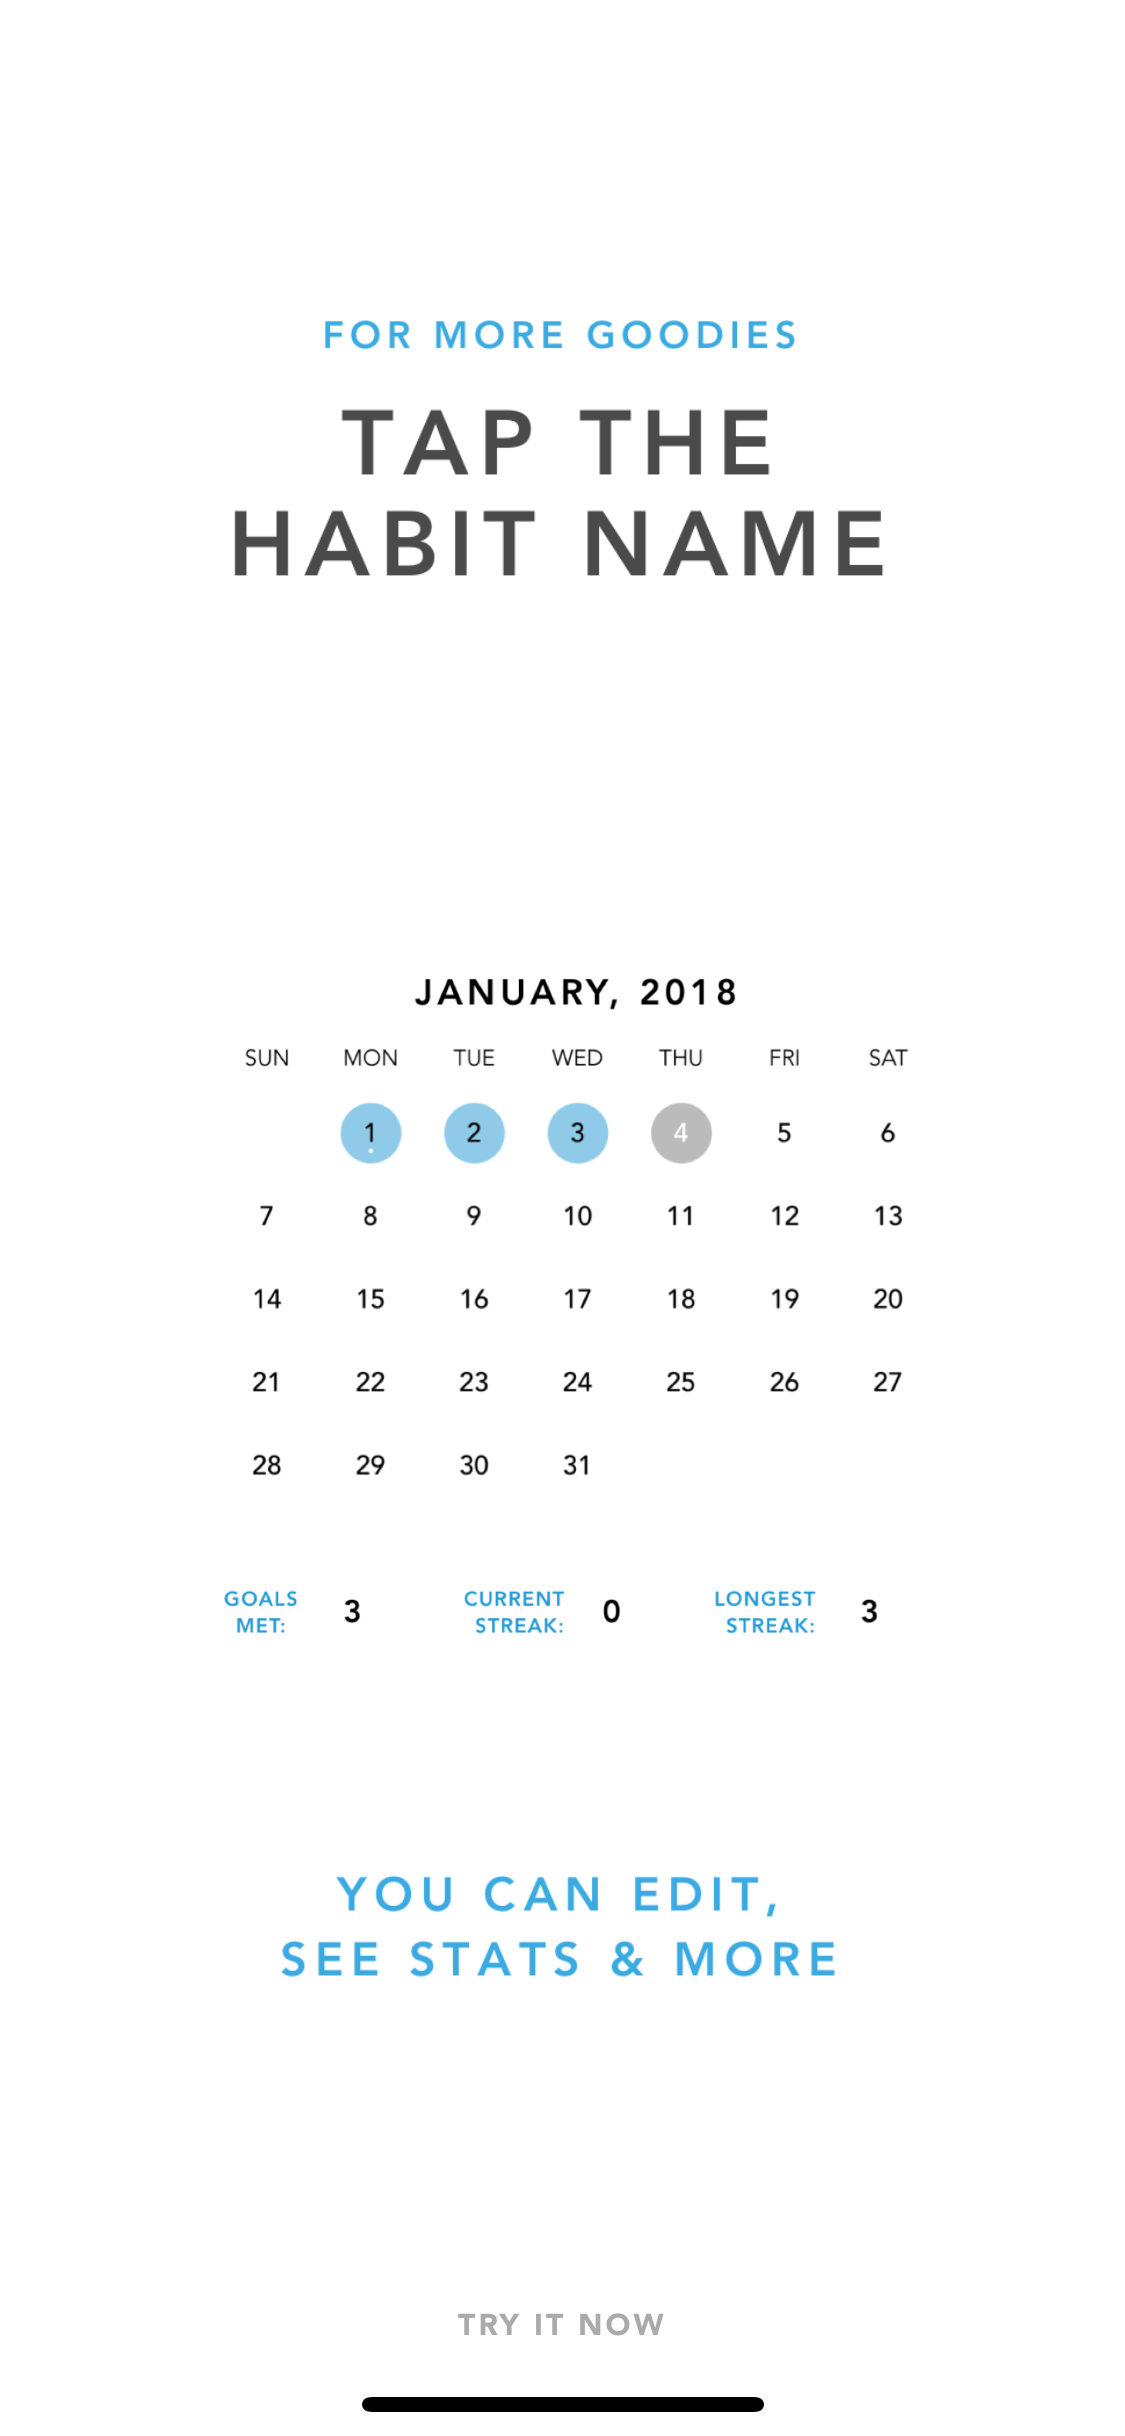 FOR MORE GOODIES
TAP THE
HABIT NAME
JANUARY, 2018
SUN MON TUE WED THU FRI SAT
1 2 3 4 5 6
7 8 9 10 11 12 13
14 15 16 17 18 19 20
21 22 23 24 25 26 27
28 29 30 31
GOALS MET: 3 CURRENT STREAK: 0 LONGEST STREAK: 3
YOU CAN EDIT,
SEE STATS & MORE
TRY IT NOW